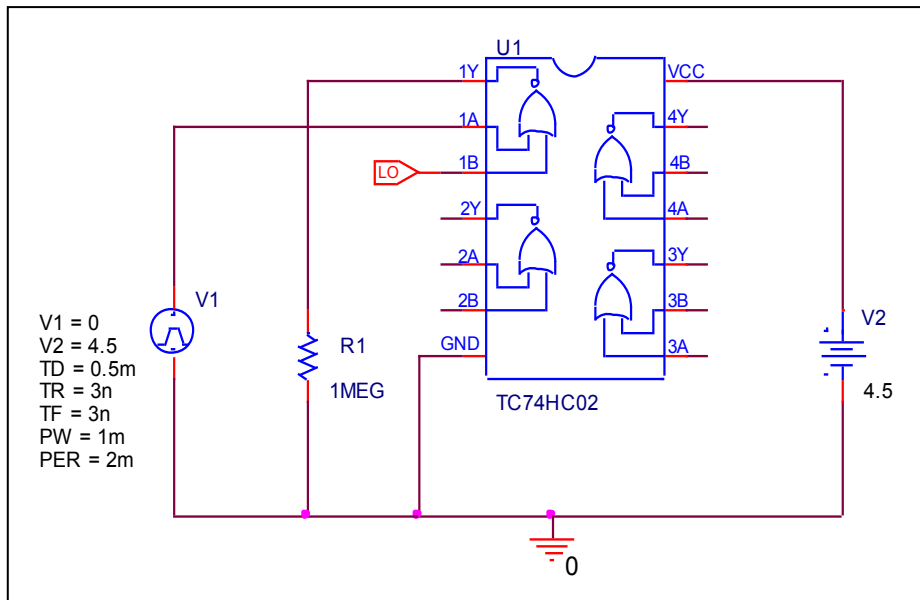 U1
1Y
VCC
1A
4Y
LO
1B
4B
2Y
4A
2A
3Y
V1
2B
3B
V1 = 0
V2 = 4.5
TD = 0.5m
TR = 3n
TF = 3n
PW = 1m
PER = 2m
R1
1MEG
GND
3A
V2
4.5
TC74HC02
0